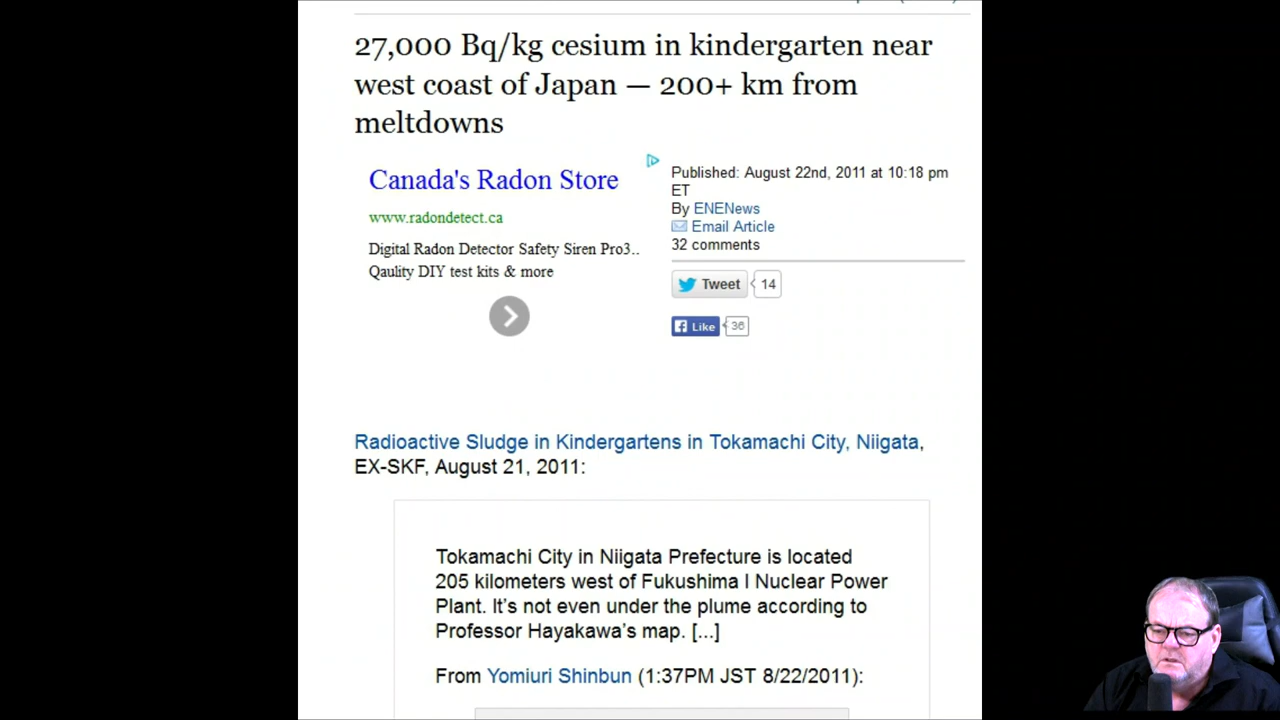 27,000 Bq/kg cesium in kindergarten near
west coast of Japan — 200+ km from
meltdowns
Canada's Radon Store
www.radondetect.ca
Digital Radon Detector Safety Siren Pro3..
Qaulity DIY test kits & more
Published: August 22nd, 2011 at 10:18 pm
ET
By ENENews
Email Article
32 comments
Tweet 14
Like 36
Radioactive Sludge in Kindergartens in Tokamachi City, Niigata,
EX-SKF, August 21, 2011:
Tokamachi City in Niigata Prefecture is located
205 kilometers west of Fukushima I Nuclear Power
Plant. It’s not even under the plume according to
Professor Hayakawa’s map. [...]
From Yomiuri Shinbun (1:37PM JST 8/22/2011):